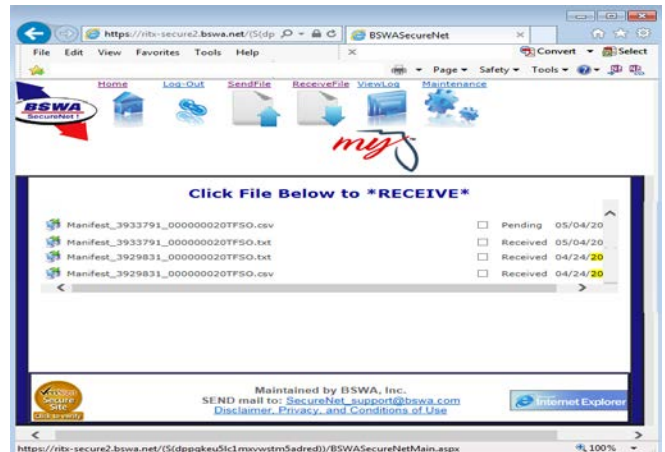 https://ritx-secure2.bswa.net/(S(dp
BSWASecureNet
File Edit View Favorites Tools Help
Convert Select
Page Safety Tools
Home Log-Out SendFile ReceiveFile ViewLog Maintenance
BSWA
SecureNet !
my
Click File Below to *RECEIVE*
Manifest_3933791_000000020TFSO.csv Pending 05/04/20
Manifest_3933791_000000020TFSO.txt Received 05/04/20
Manifest_3929831_000000020TFSO.txt Received 04/24/20
Manifest_3929831_000000020TFSO.csv Received 04/24/20
Secure
Site
Click to verify
Maintained by BSWA, Inc.
SEND mail to: SecureNet_support@bswa.com
Disclaimer, Privacy, and Conditions of Use
Internet Explorer
https://ritx-secure2.bswa.net/(S(dppqkeu5lc1mxvwstm5adred))/BSWASecureNetMain.aspx
100%